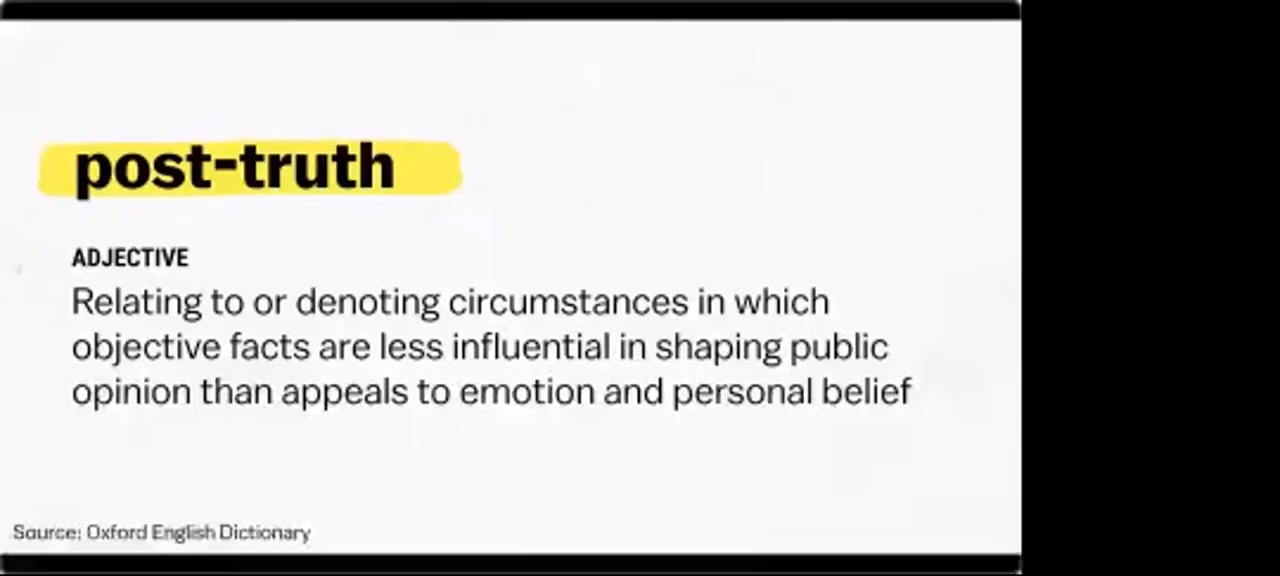 post-truth
ADJECTIVE
Relating to or denoting circumstances in which
objective facts are less influential in shaping public
opinion than appeals to emotion and personal belief
Source: Oxford English Dictionary